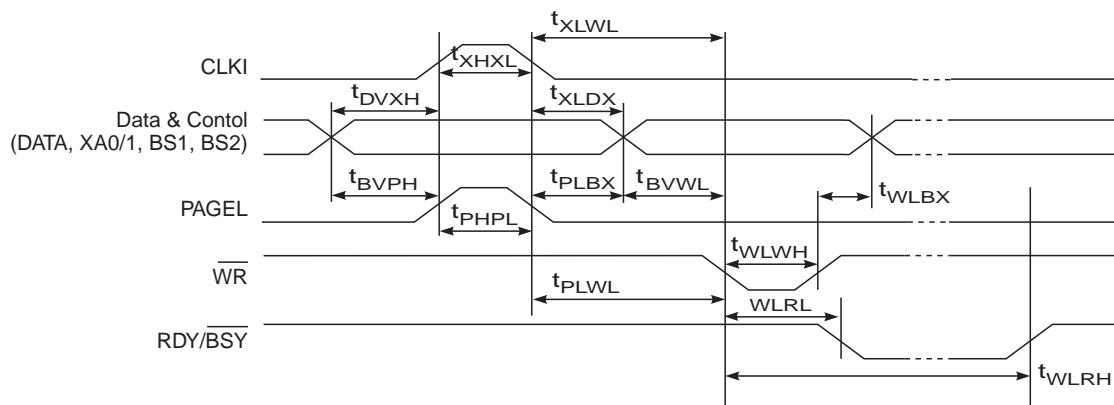 tXLWL
CLKI
tXHXL
tDVXH
tXLDX
Data & Contol
(DATA, XA0/1, BS1, BS2)
tBVPH
tPLBX
tBVWL
tWLBX
PAGEL
tPHPL
WR
tWLWH
tPLWL
WLRL
RDY/BSY
tWLRH